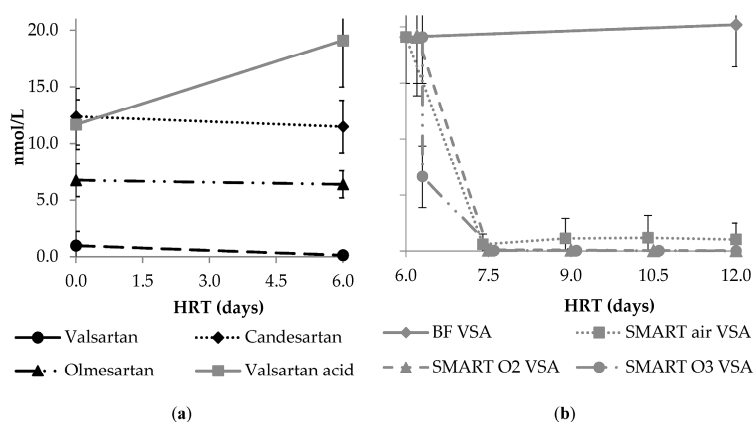 (a)
(b)
nmol/L
20.0
15.0
10.0
5.0
0.0
0.0 1.5 3.0 4.5 6.0
HRT (days)
6.0 7.5 9.0 10.5 12.0
HRT (days)
Valsartan Candesartan
Olmesartan Valsartan acid
BF VSA SMART air VSA
SMART O2 VSA SMART O3 VSA
(a)
(b)